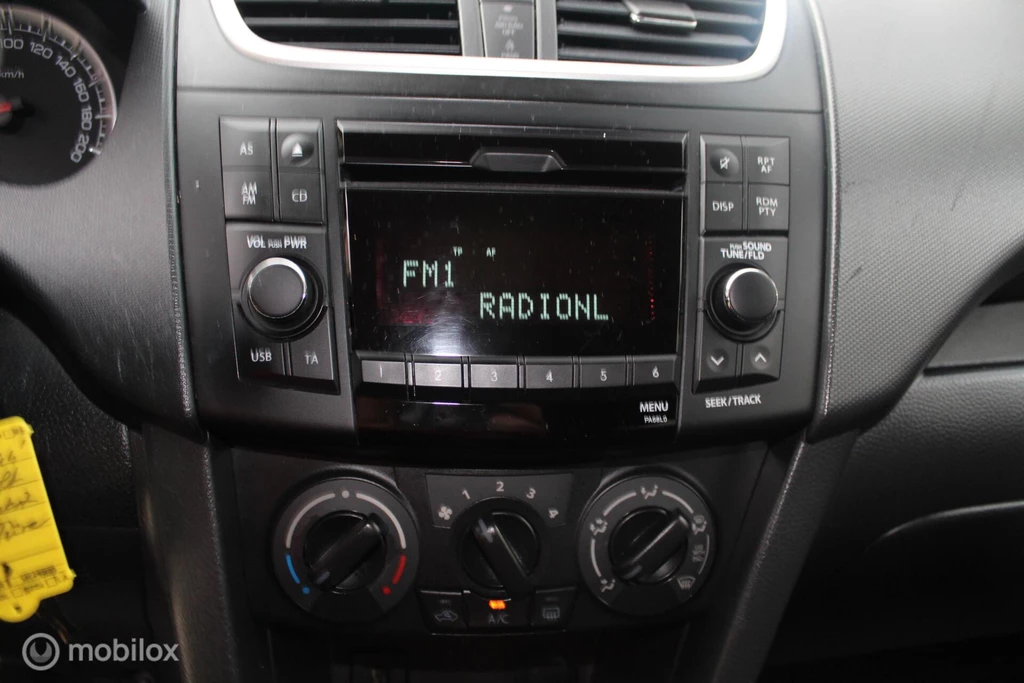 100 120 140 160 180 200
km/h
AS
AM FM
CD
VOL PUSH PWR
USB
TA
TP AF
FM1
RADIONL
1 2 3 4 5 6
MENU
PA88L8
RPT AF
DISP
RDM PTY
PUSH SOUND
TUNE/FLD
SEEK/TRACK
1 2 3
A/C
mobilox